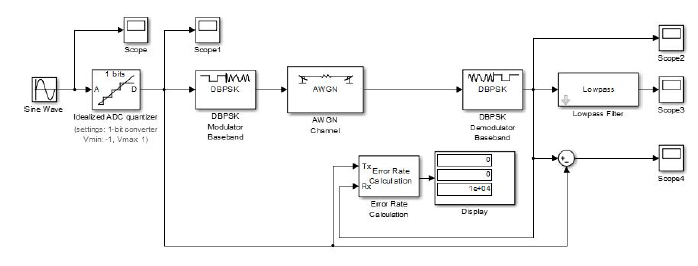 Scope
Scope1
Scope2
1 bits
A
D
Sine Wave
Idealized ADC quantizer
(settings: 1-bit converter
Vmin: -1, Vmax 1)
DBPSK
DBPSK
Modulator
Baseband
AWGN
AWGN
Channel
DBPSK
DBPSK
Demodulator
Baseband
Lowpass
Lowpass Filter
Scope3
Tx
Rx
Error Rate
Calculation
Error Rate
Calculation
0
0
1e+04
Display
+
-
Scope4